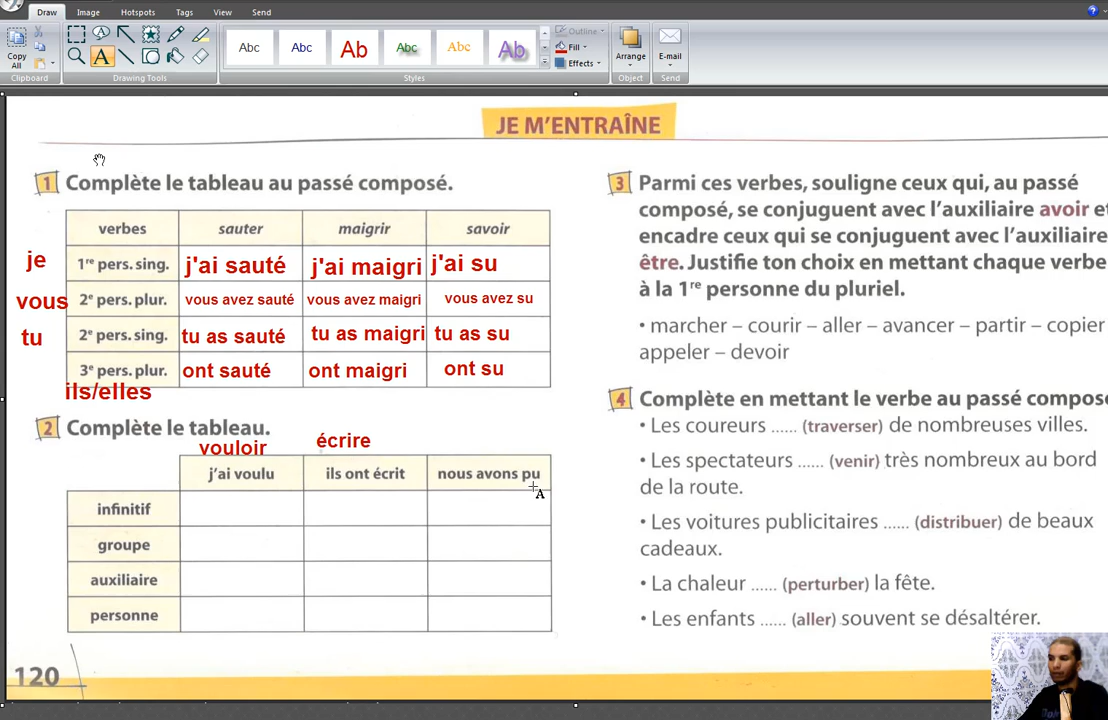 Draw Image Hotspots Tags View Send
Copy All
Abc Abc Ab Abc Abc Ab
Outline
Fill
Effects
Arrange
E-mail
Clipboard Drawing Tools Styles Object Send
JE M'ENTRAÎNE
1 Complète le tableau au passé composé.
verbes sauter maigrir savoir
je 1re pers. sing. j'ai sauté j'ai maigri j'ai su
vous 2e pers. plur. vous avez sauté vous avez maigri vous avez su
tu 2e pers. sing. tu as sauté tu as maigri tu as su
3e pers. plur. ont sauté ont maigri ont su
ils/elles
2 Complète le tableau.
vouloir écrire
j'ai voulu ils ont écrit nous avons pu
A
infinitif
groupe
auxiliaire
personne
120
3 Parmi ces verbes, souligne ceux qui, au passé
composé, se conjuguent avec l'auxiliaire avoir et
encadre ceux qui se conjuguent avec l'auxiliaire
être. Justifie ton choix en mettant chaque verbe
à la 1re personne du pluriel.
• marcher – courir – aller – avancer – partir – copier
appeler – devoir
4 Complète en mettant le verbe au passé composé
• Les coureurs ...... (traverser) de nombreuses villes.
• Les spectateurs ...... (venir) très nombreux au bord
de la route.
• Les voitures publicitaires ...... (distribuer) de beaux
cadeaux.
• La chaleur ...... (perturber) la fête.
• Les enfants ...... (aller) souvent se désaltérer.